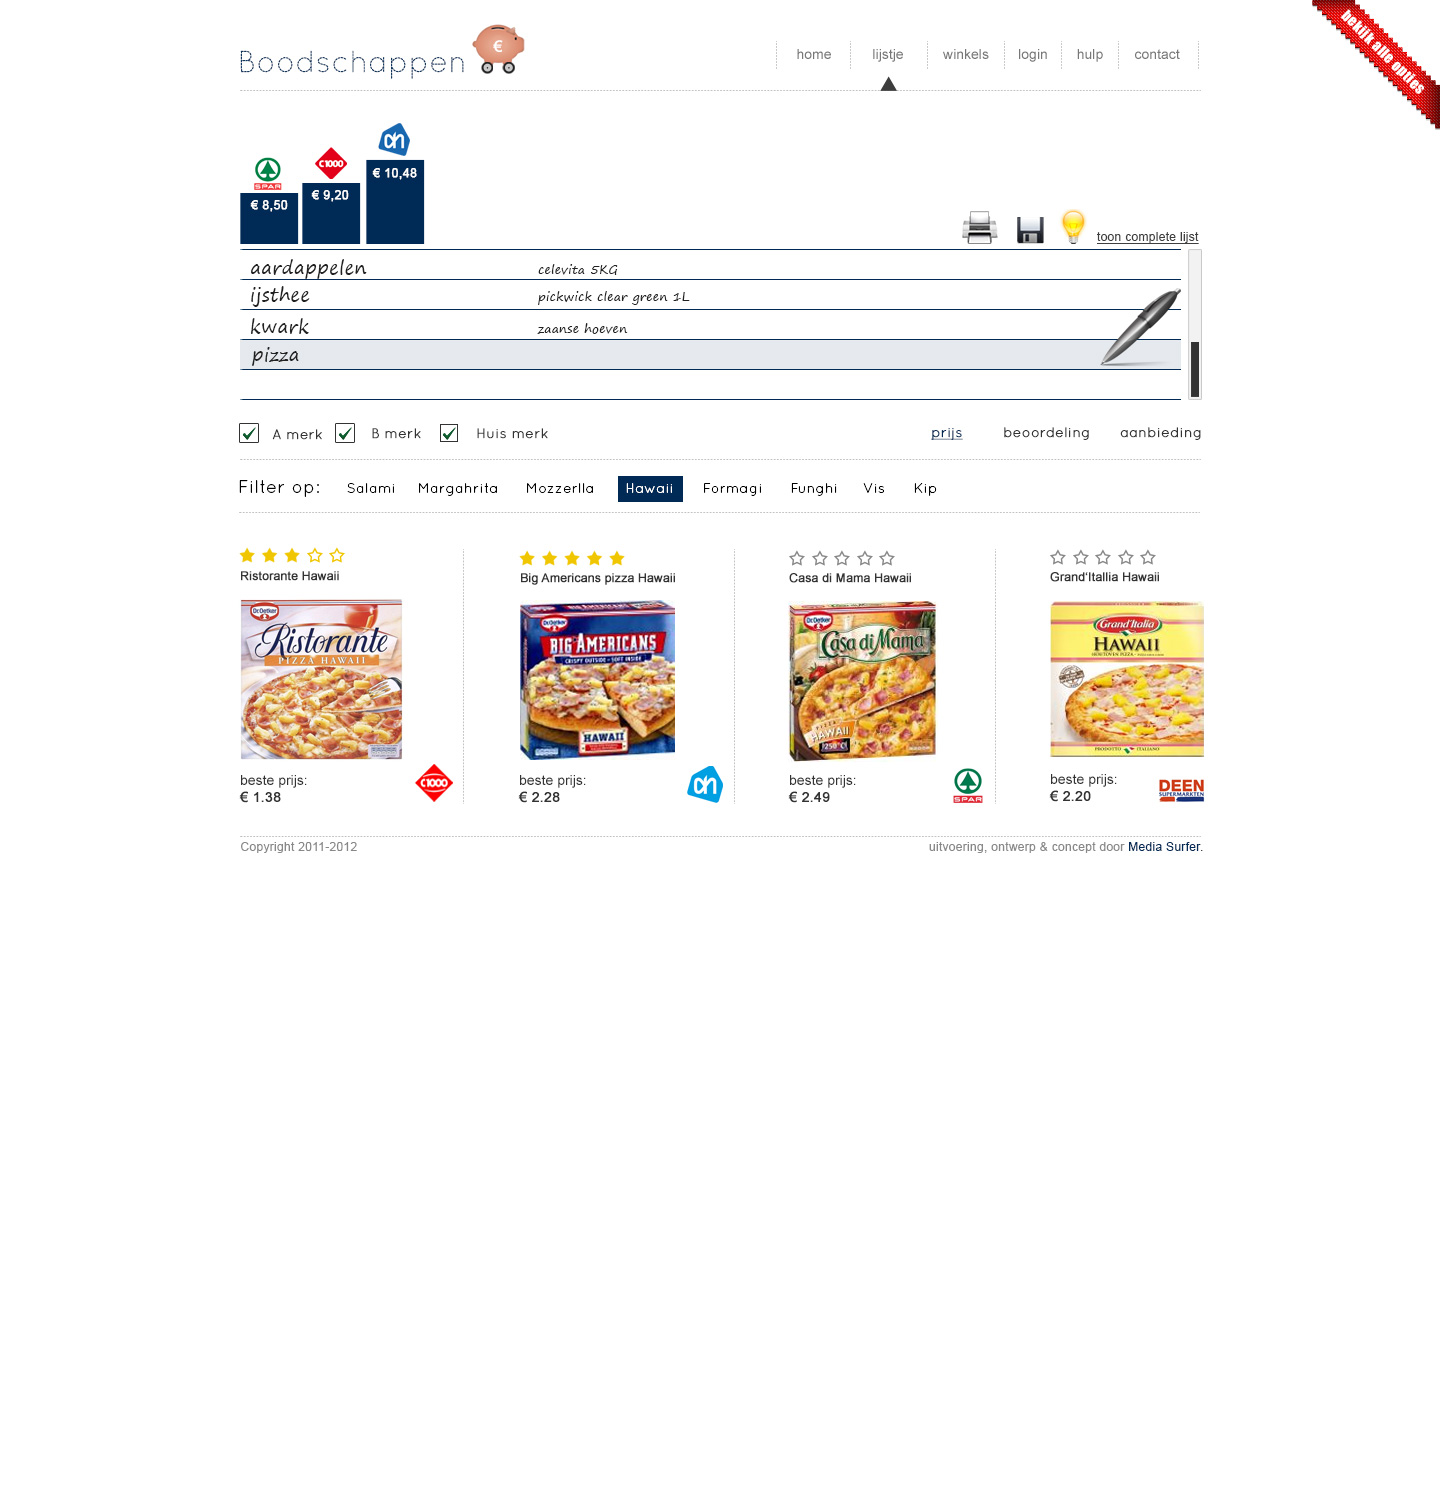 Boodschappen €
home lijstje winkels login hulp contact
bekijk alle opties
SPAR C1000 ah
€ 8,50 € 9,20 € 10,48
toon complete lijst
aardappelen celevita 5KG
ijsthee pickwick clear green 1L
kwark zaanse hoeven
pizza
A merk B merk Huis merk prijs beoordeling aanbieding
Filter op: Salami Margahrita Mozzerlla Hawaii Formagi Funghi Vis Kip
Ristorante Hawaii
Dr.Oetker
Ristorante
PIZZA HAWAII
beste prijs:
€ 1.38
C1000
Big Americans pizza Hawaii
Dr.Oetker
BIG AMERICANS
CRISPY OUTSIDE - SOFT INSIDE
HAWAII
beste prijs:
€ 2.28
ah
Casa di Mama Hawaii
Dr.Oetker
Casa di Mama
PIZZA
HAWAII
250°C!
beste prijs:
€ 2.49
SPAR
Grand'Itallia Hawaii
Grand'Italia
HAWAII
PRODOTTO ITALIANO
beste prijs:
€ 2.20
DEEN
SUPERMARKTEN
Copyright 2011-2012 uitvoering, ontwerp & concept door Media Surfer.